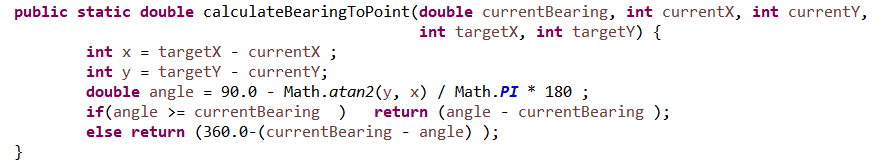 public static double calculateBearingToPoint(double currentBearing, int currentX, int currentY,
int targetX, int targetY) {
int x = targetX - currentX ;
int y = targetY - currentY;
double angle = 90.0 - Math.atan2(y, x) / Math.PI * 180 ;
if(angle >= currentBearing  )   return (angle - currentBearing );
else return (360.0-(currentBearing - angle) );
}